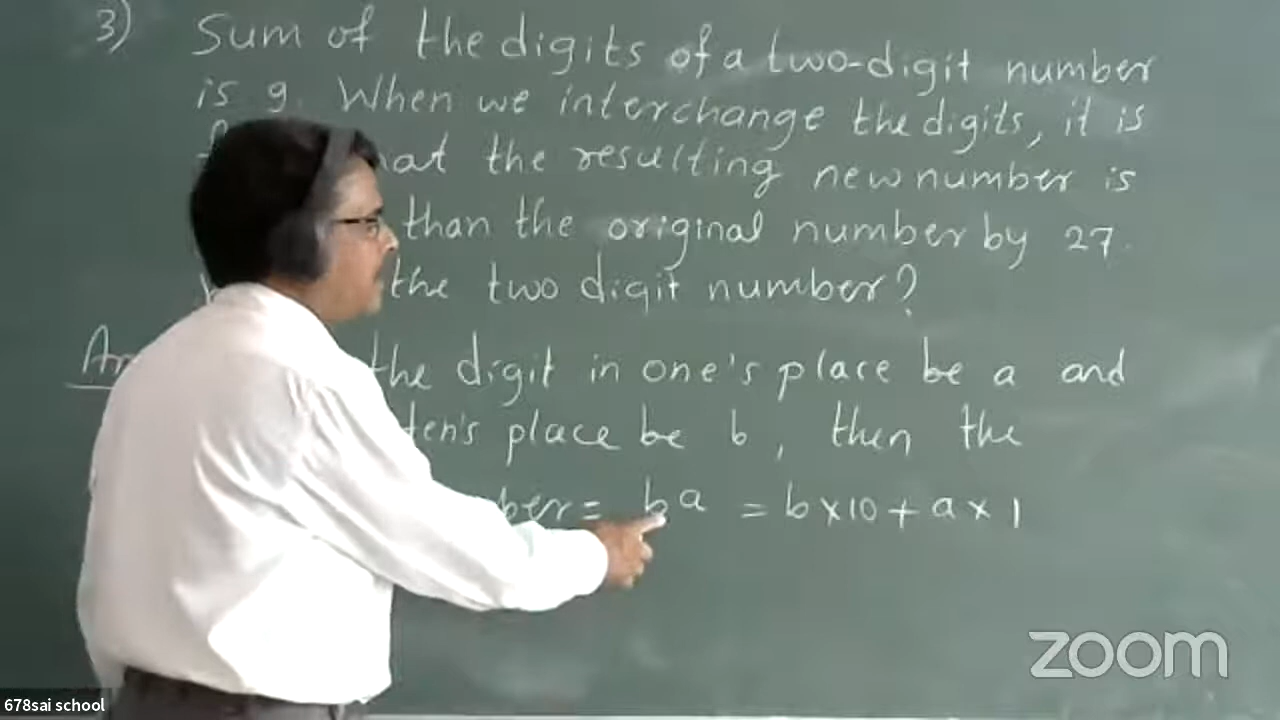 3) Sum of the digits of a two-digit number
is 9. When we interchange the digits, it is
the resulting new number is
than the original number by 27.
the two digit number?
the digit in one's place be a and
ten's place be b, then the
= ba = b×10 + a×1
zoom
678sai school